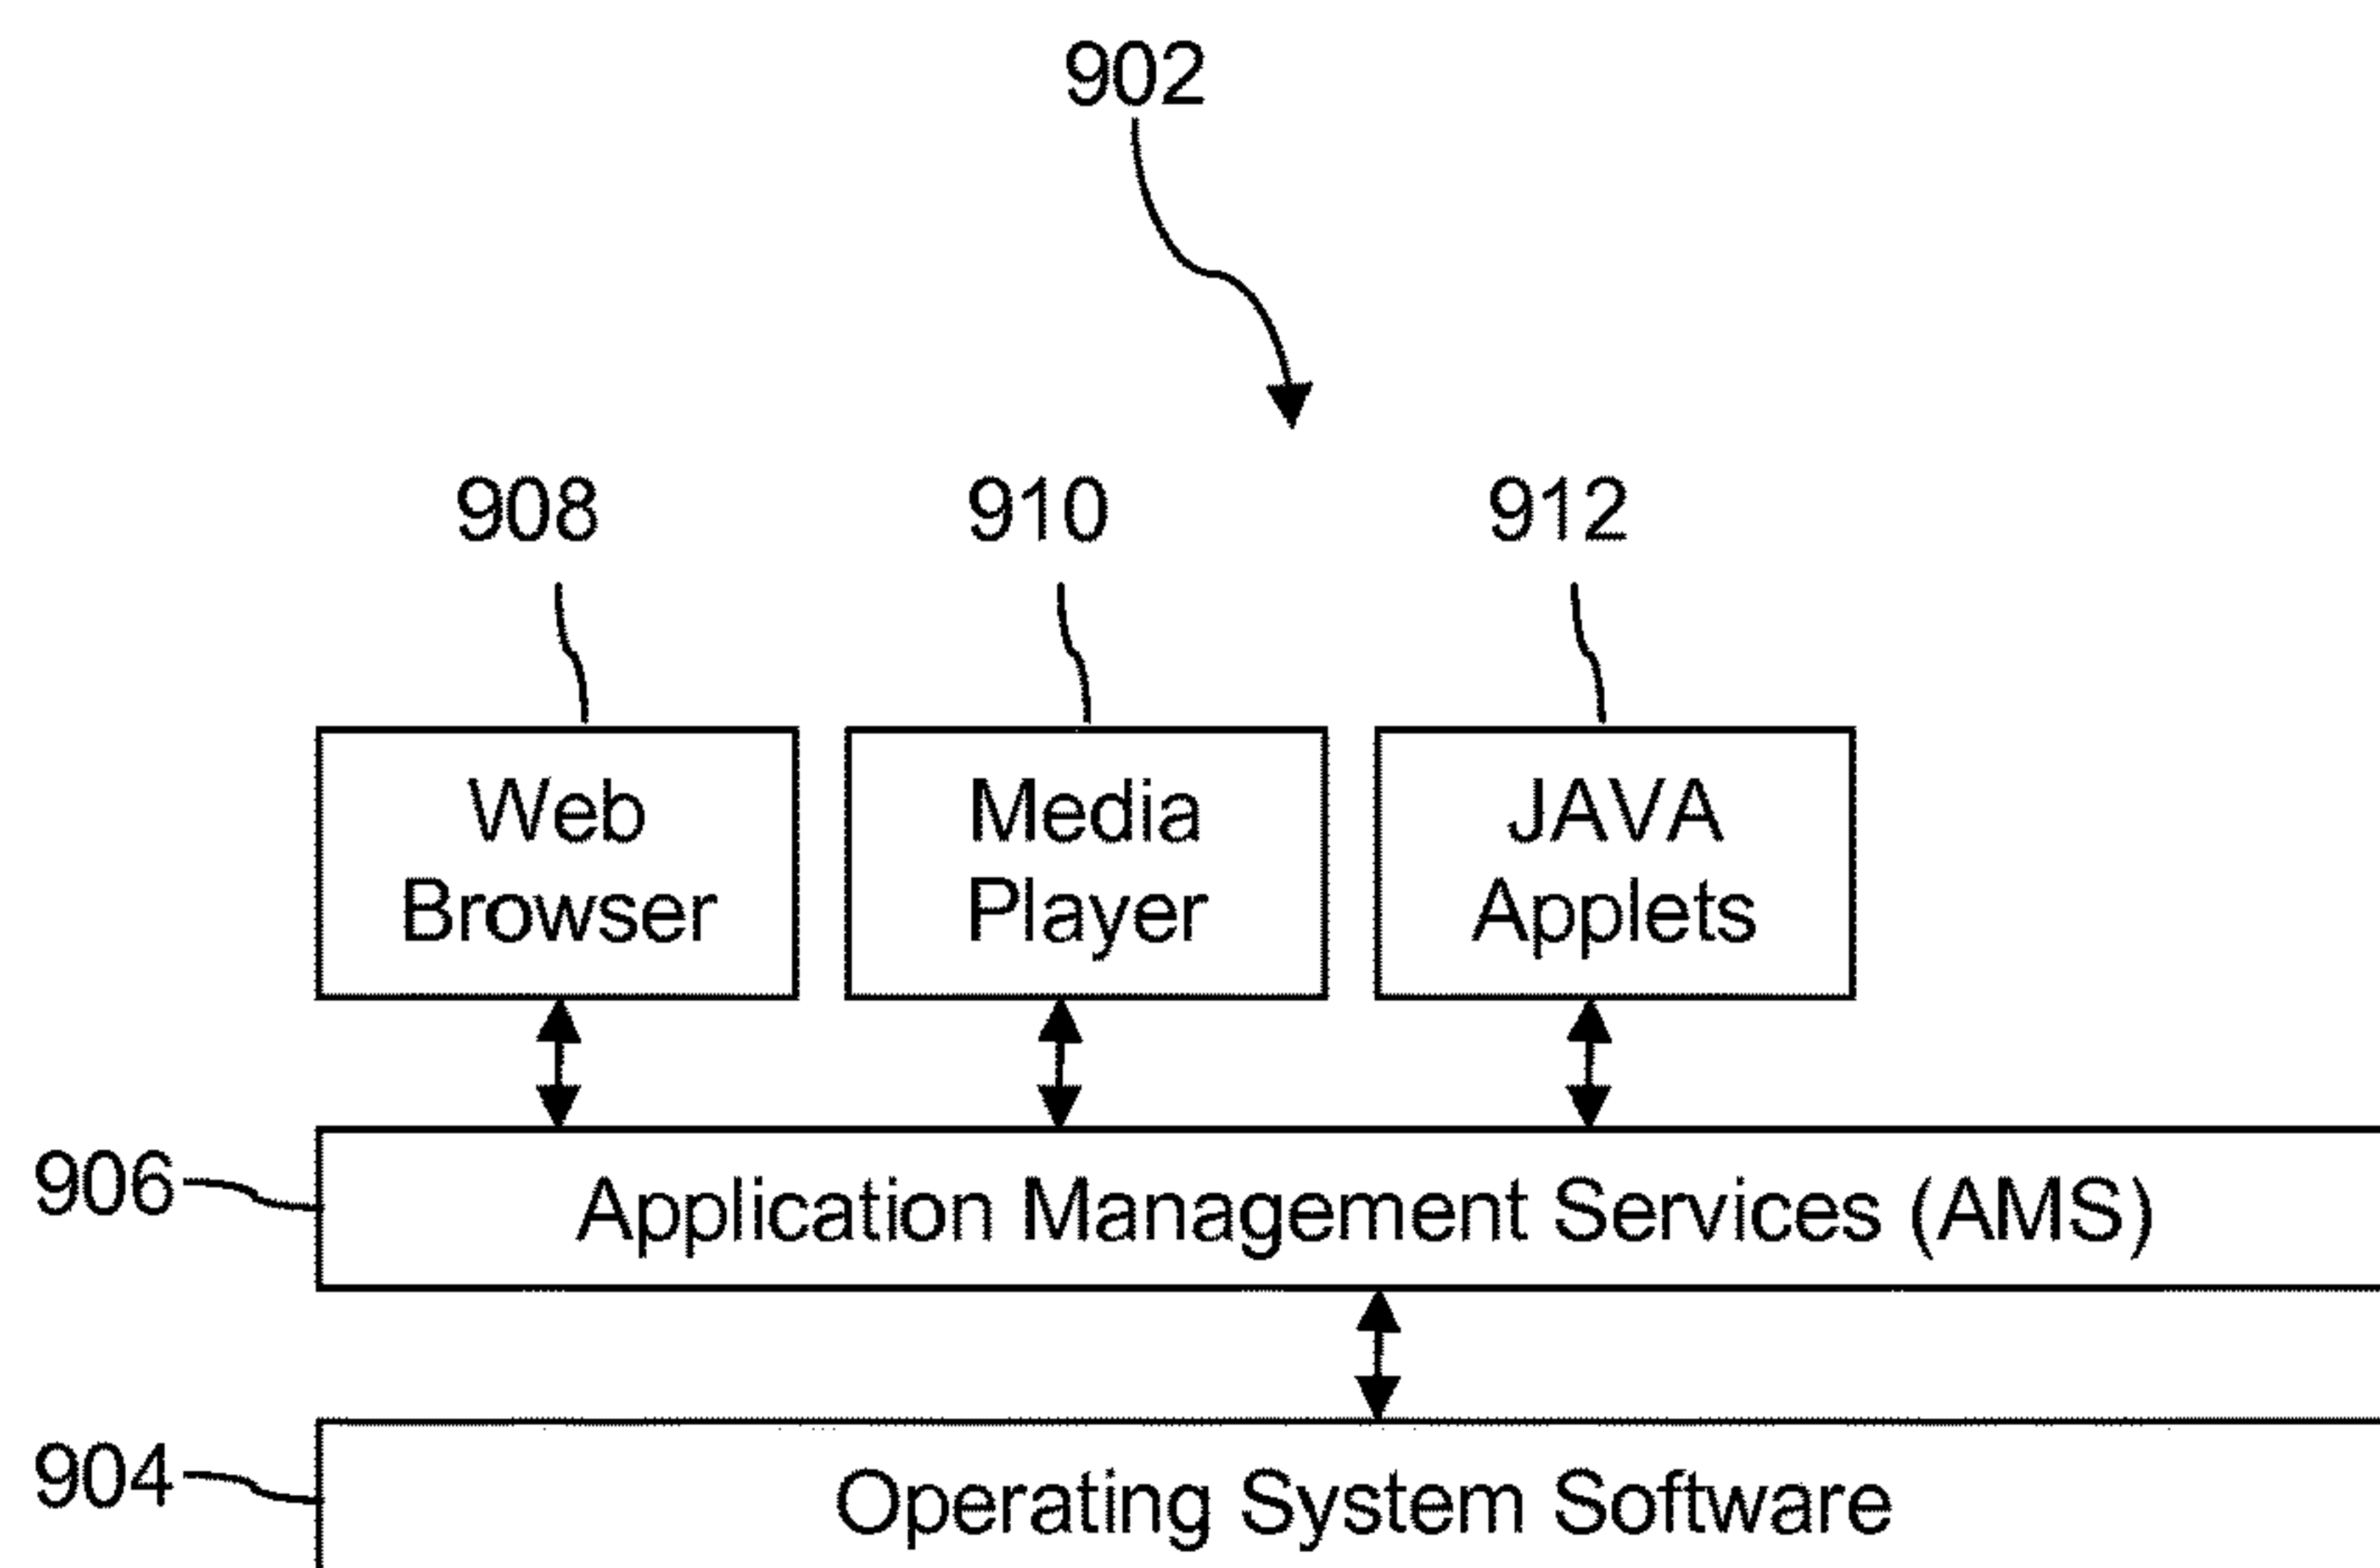 902
908 910 912
Web
Browser
Media
Player
JAVA
Applets
906
Application Management Services (AMS)
904
Operating System Software